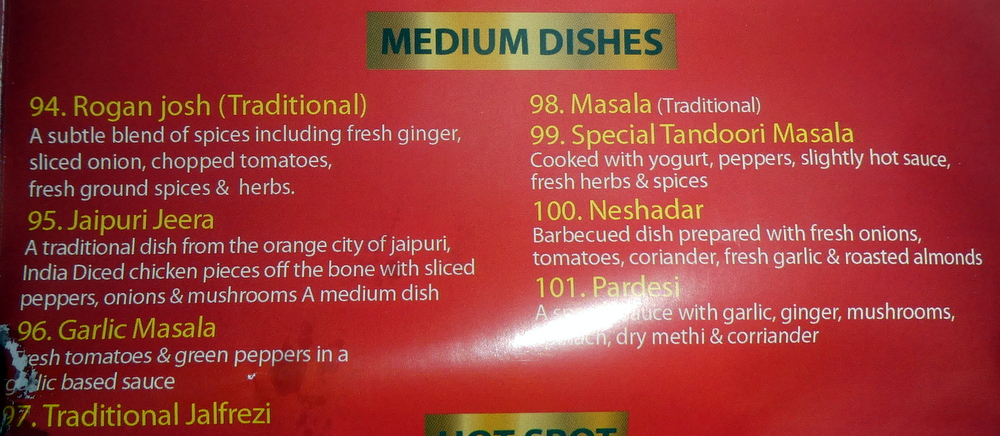 MEDIUM DISHES
94. Rogan josh (Traditional)
A subtle blend of spices including fresh ginger,
sliced onion, chopped tomatoes,
fresh ground spices & herbs.
95. Jaipuri Jeera
A traditional dish from the orange city of jaipuri,
India Diced chicken pieces off the bone with sliced
peppers, onions & mushrooms A medium dish
96. Garlic Masala
tomatoes & green peppers in a
based sauce
97. Traditional Jalfrezi
98. Masala (Traditional)
99. Special Tandoori Masala
Cooked with yogurt, peppers, slightly hot sauce,
fresh herbs & spices
100. Neshadar
Barbecued dish prepared with fresh onions,
tomatoes, coriander, fresh garlic & roasted almonds
101. Pardesi
A sauce with garlic, ginger, mushrooms,
dry methi & corriander
HOT SPOT